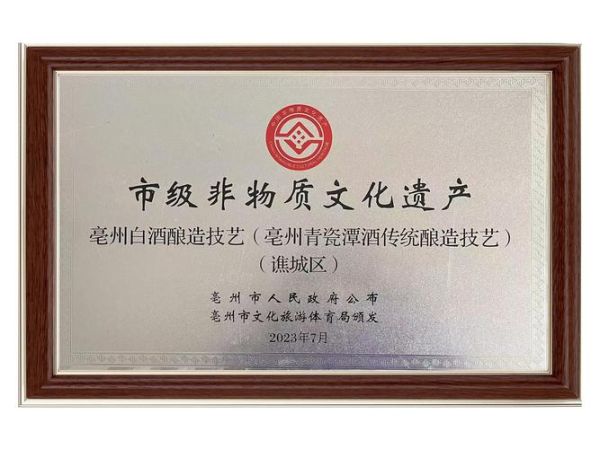 市级非物质文化遗产
亳州白酒酿造技艺（亳州青瓷潭酒传统酿造技艺）
（谯城区）
亳州市人民政府公布
亳州市文化旅游体育局颁发
2023年7月